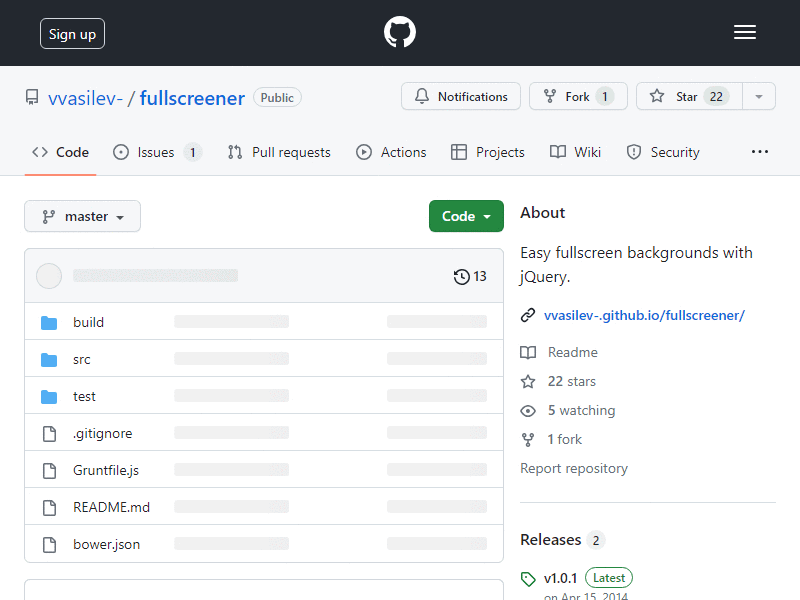 Sign up
vvasilev- / fullscreener Public
Notifications
Fork 1
Star 22
Code
Issues 1
Pull requests
Actions
Projects
Wiki
Security
master
Code
13
build
src
test
.gitignore
Gruntfile.js
README.md
bower.json
About
Easy fullscreen backgrounds with
jQuery.
vvasilev-.github.io/fullscreener/
Readme
22 stars
5 watching
1 fork
Report repository
Releases 2
v1.0.1 Latest
on Apr 15, 2014